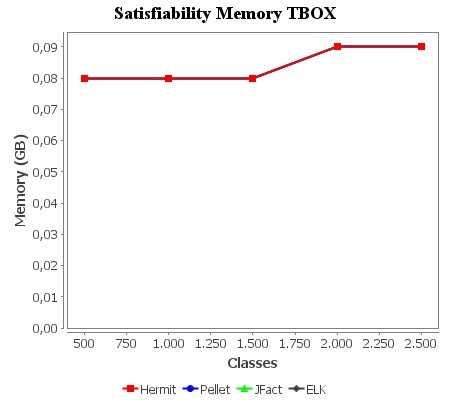 Satisfiability Memory TBOX
0,09
0,08
0,07
0,06
0,05
0,04
0,03
0,02
0,01
0,00
Memory (GB)
500 750 1.000 1.250 1.500 1.750 2.000 2.250 2.500
Classes
Hermit Pellet JFact ELK